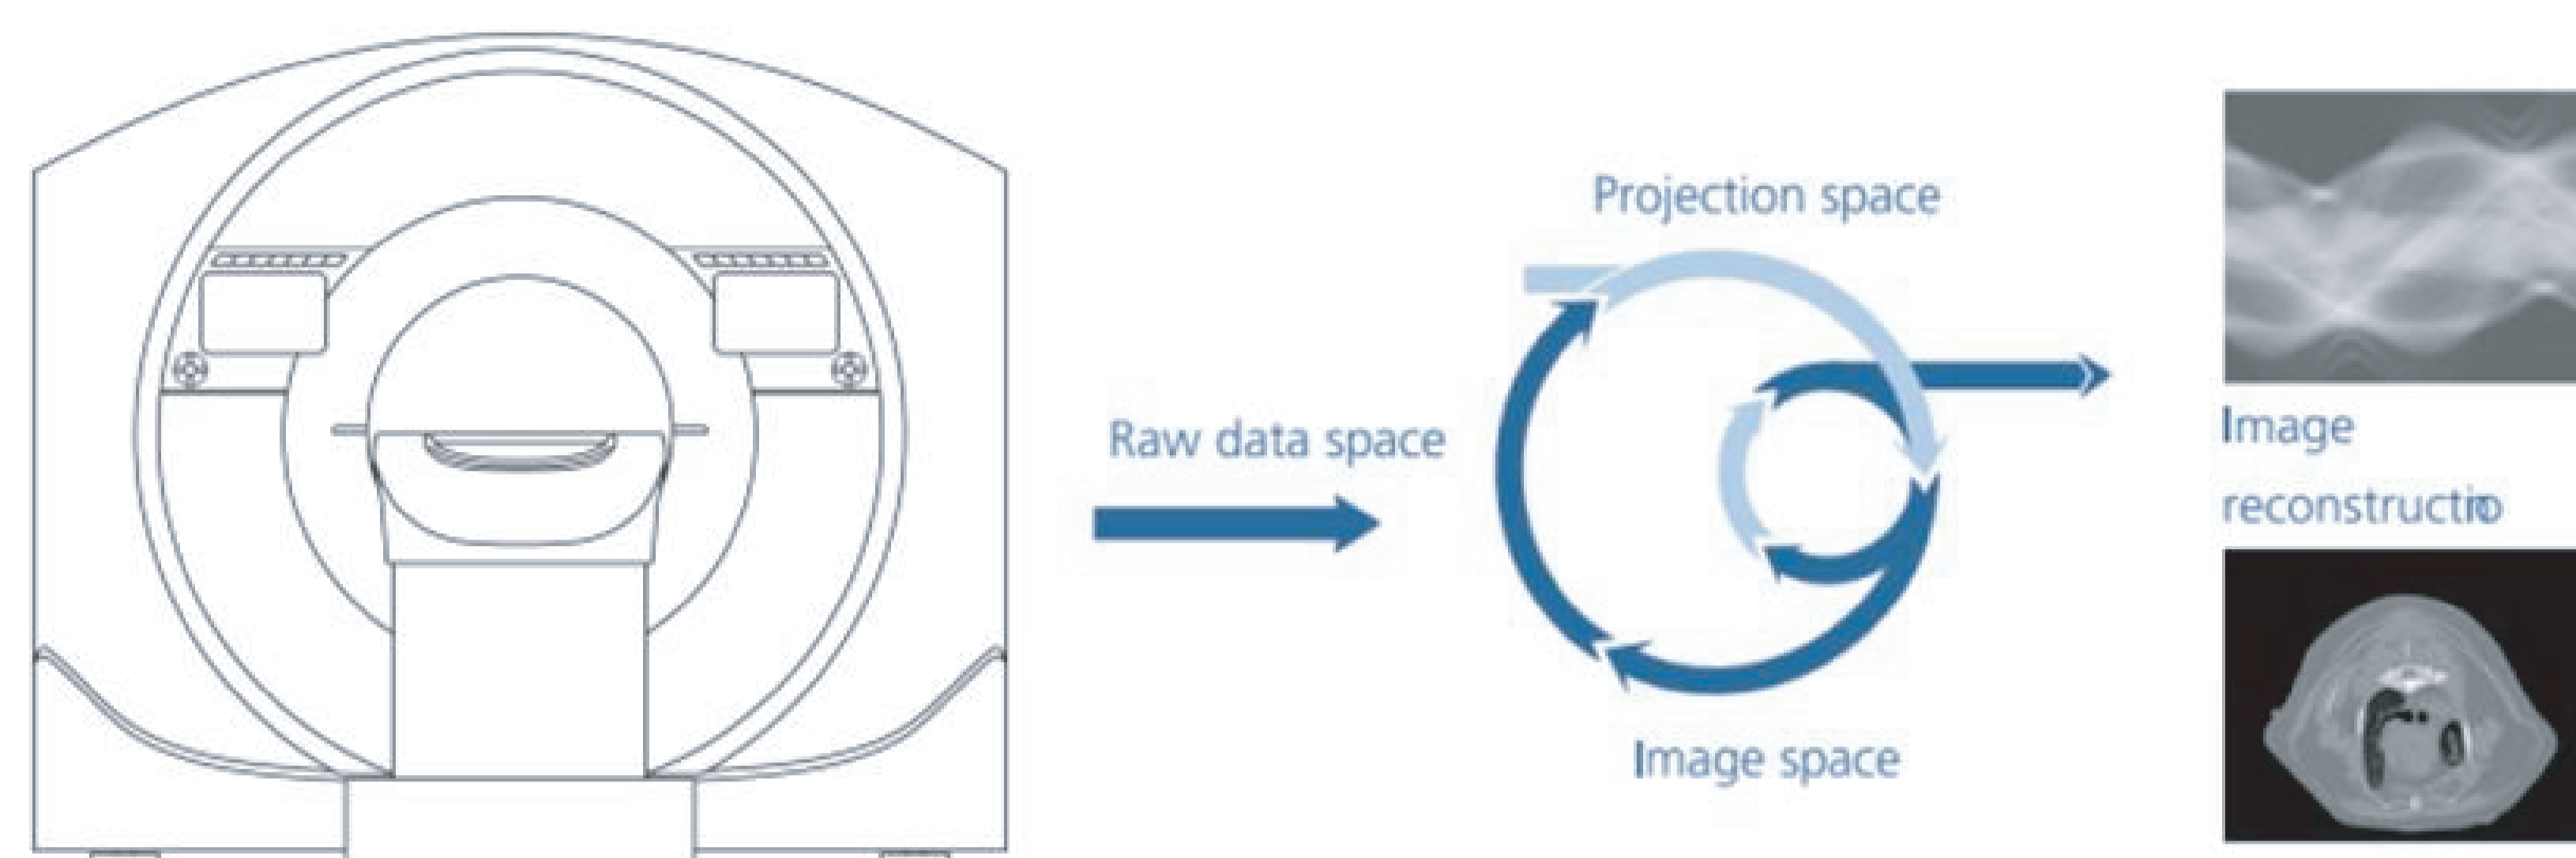 Projection space
Raw data space
Image
reconstructio
Image space